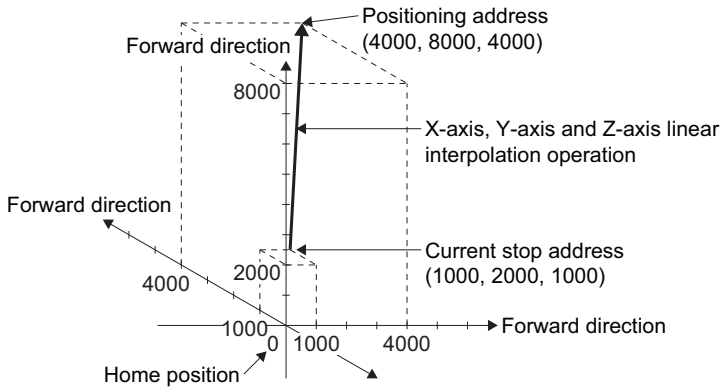 Positioning address
(4000, 8000, 4000)
Forward direction
8000
X-axis, Y-axis and Z-axis linear
interpolation operation
Forward direction
Current stop address
(1000, 2000, 1000)
2000
4000
1000
0
1000
4000
Forward direction
Home position